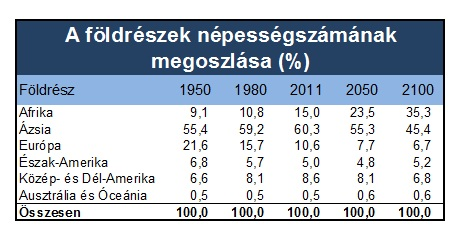 A földrészek népességszámának
megoszlása (%)
Földrész 1950 1980 2011 2050 2100
Afrika 9,1 10,8 15,0 23,5 35,3
Ázsia 55,4 59,2 60,3 55,3 45,4
Európa 21,6 15,7 10,6 7,7 6,7
Észak-Amerika 6,8 5,7 5,0 4,8 5,2
Közép- és Dél-Amerika 6,6 8,1 8,6 8,1 6,8
Ausztrália és Óceánia 0,5 0,5 0,5 0,6 0,6
Összesen 100,0 100,0 100,0 100,0 100,0